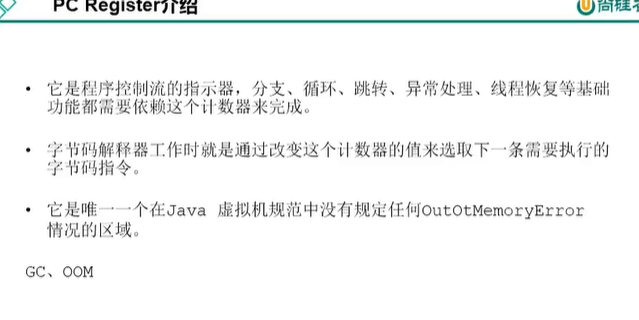 PC Register介绍
尚硅谷
• 它是程序控制流的指示器，分支、循环、跳转、异常处理、线程恢复等基础
功能都需要依赖这个计数器来完成。
• 字节码解释器工作时就是通过改变这个计数器的值来选取下一条需要执行的
字节码指令。
• 它是唯一一个在Java 虚拟机规范中没有规定任何OutOtMemoryError
情况的区域。
GC、OOM